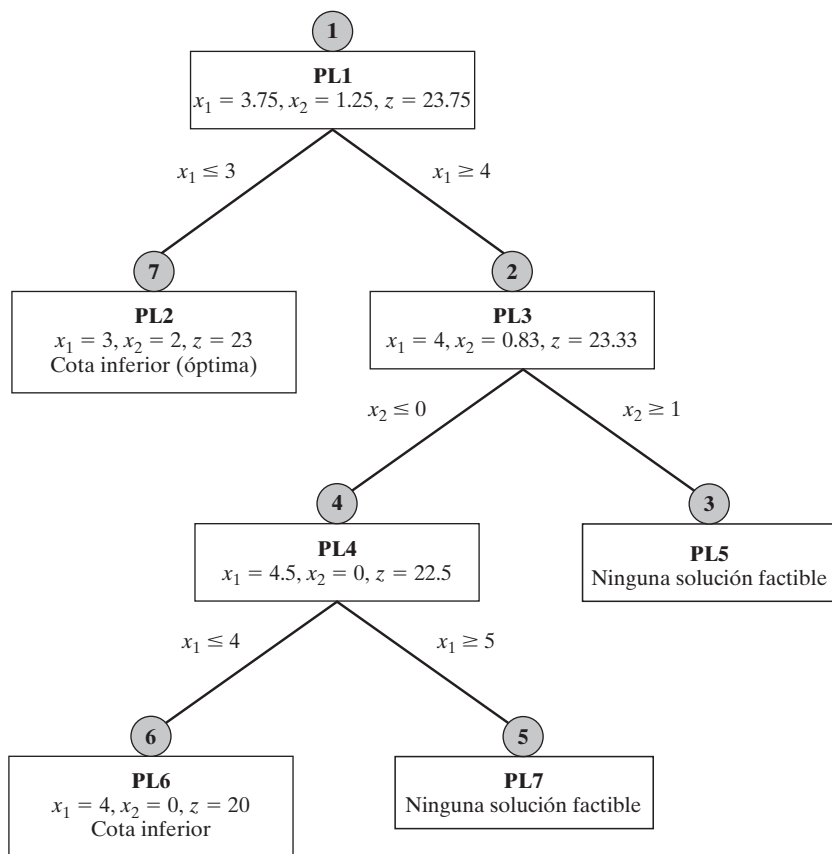 1
PL1
x₁ = 3.75, x₂ = 1.25, z = 23.75
x₁ ≤ 3
x₁ ≥ 4
7
PL2
x₁ = 3, x₂ = 2, z = 23
Cota inferior (óptima)
2
PL3
x₁ = 4, x₂ = 0.83, z = 23.33
x₂ ≤ 0
x₂ ≥ 1
4
PL4
x₁ = 4.5, x₂ = 0, z = 22.5
3
PL5
Ninguna solución factible
x₁ ≤ 4
x₁ ≥ 5
6
PL6
x₁ = 4, x₂ = 0, z = 20
Cota inferior
5
PL7
Ninguna solución factible